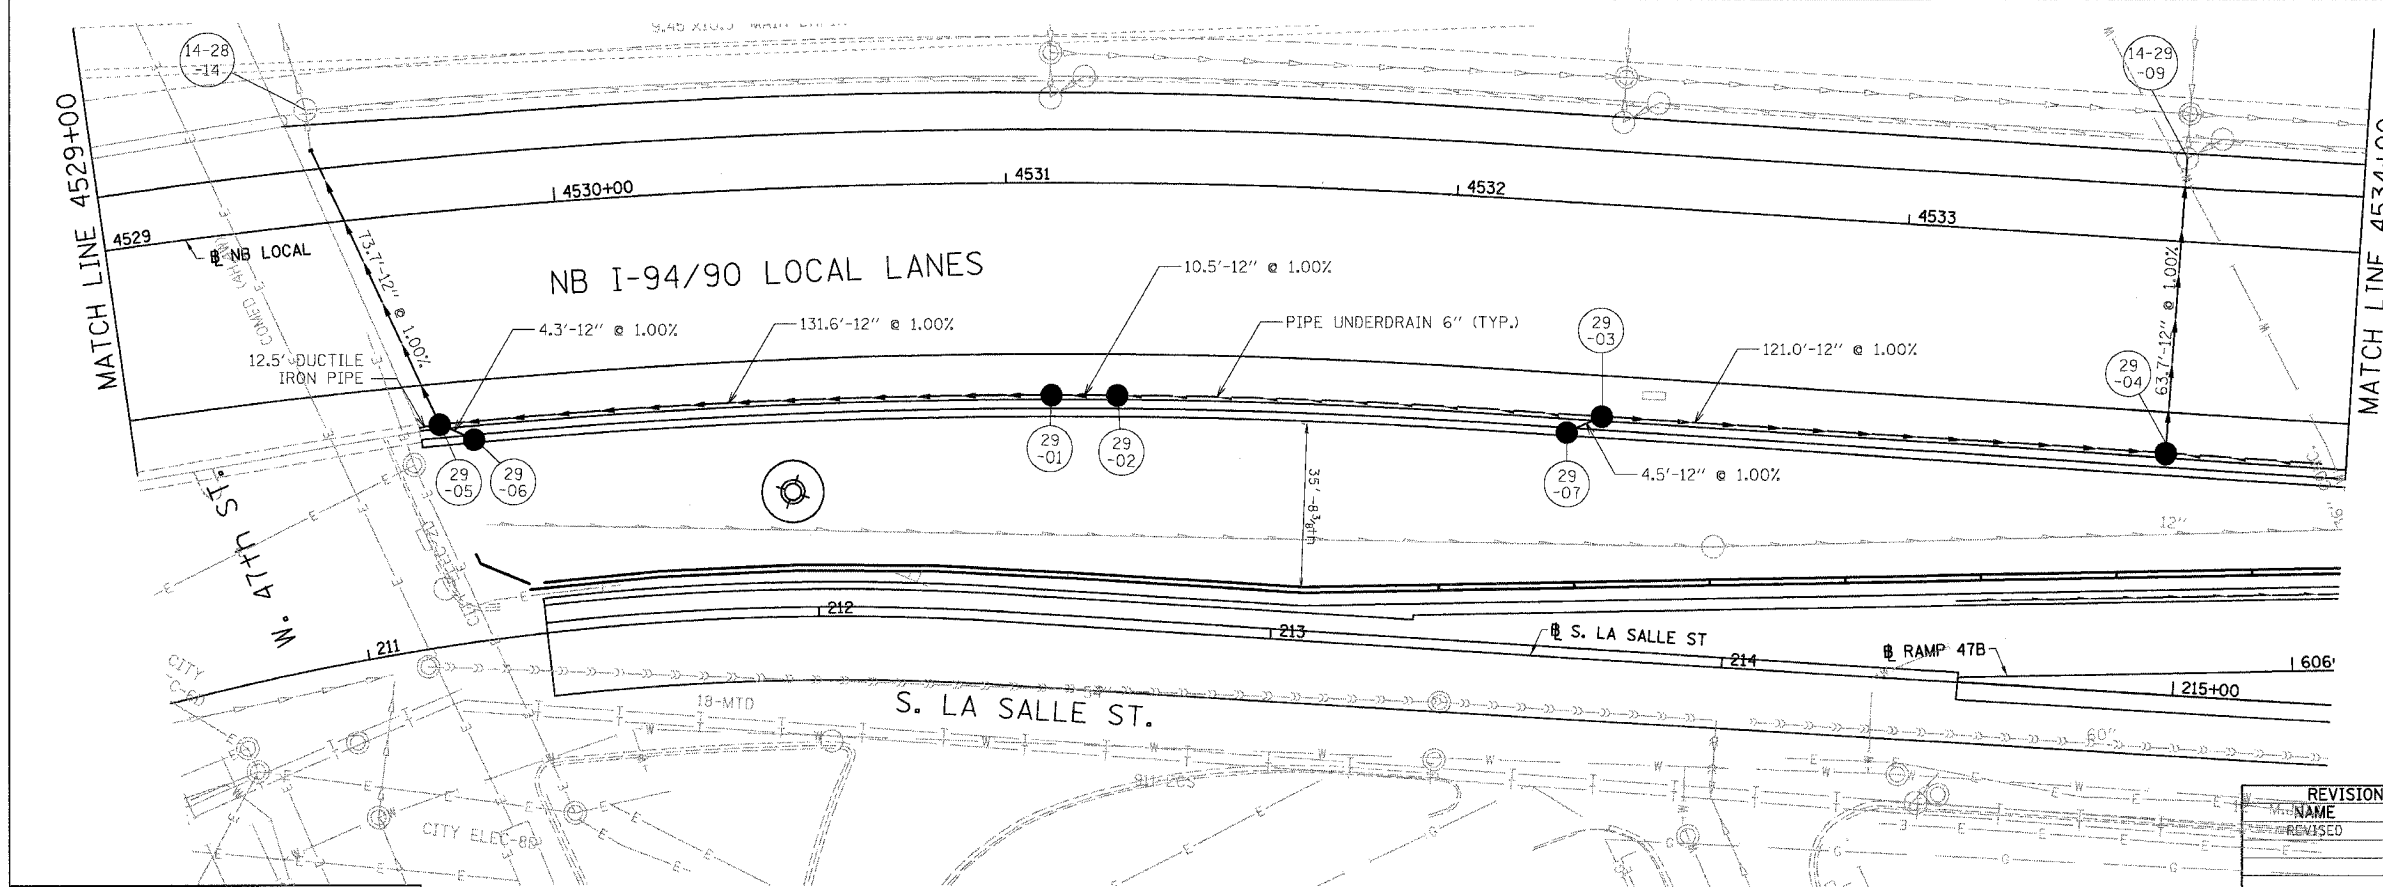 14-28
-14
14-29
-09
MATCH LINE 4529+00
MATCH LINE 4534+00
4529
4530+00
4531
4532
4533
℄ NB LOCAL
NB I-94/90 LOCAL LANES
73.7'-12" @ 1.00%
12.5' DUCTILE
IRON PIPE
4.3'-12" @ 1.00%
131.6'-12" @ 1.00%
10.5'-12" @ 1.00%
PIPE UNDERDRAIN 6" (TYP.)
29
-03
121.0'-12" @ 1.00%
29
-04
63.7'-12" @ 1.00%
29
-05
29
-06
29
-01
29
-02
29
-07
4.5'-12" @ 1.00%
W. 47th ST.
12"
211
212
213
214
215+00
606
℄ S. LA SALLE ST
℄ RAMP 47B
S. LA SALLE ST.
18-MTD
60"
CITY
CITY ELEC-80
REVISION
NAME
REVISED